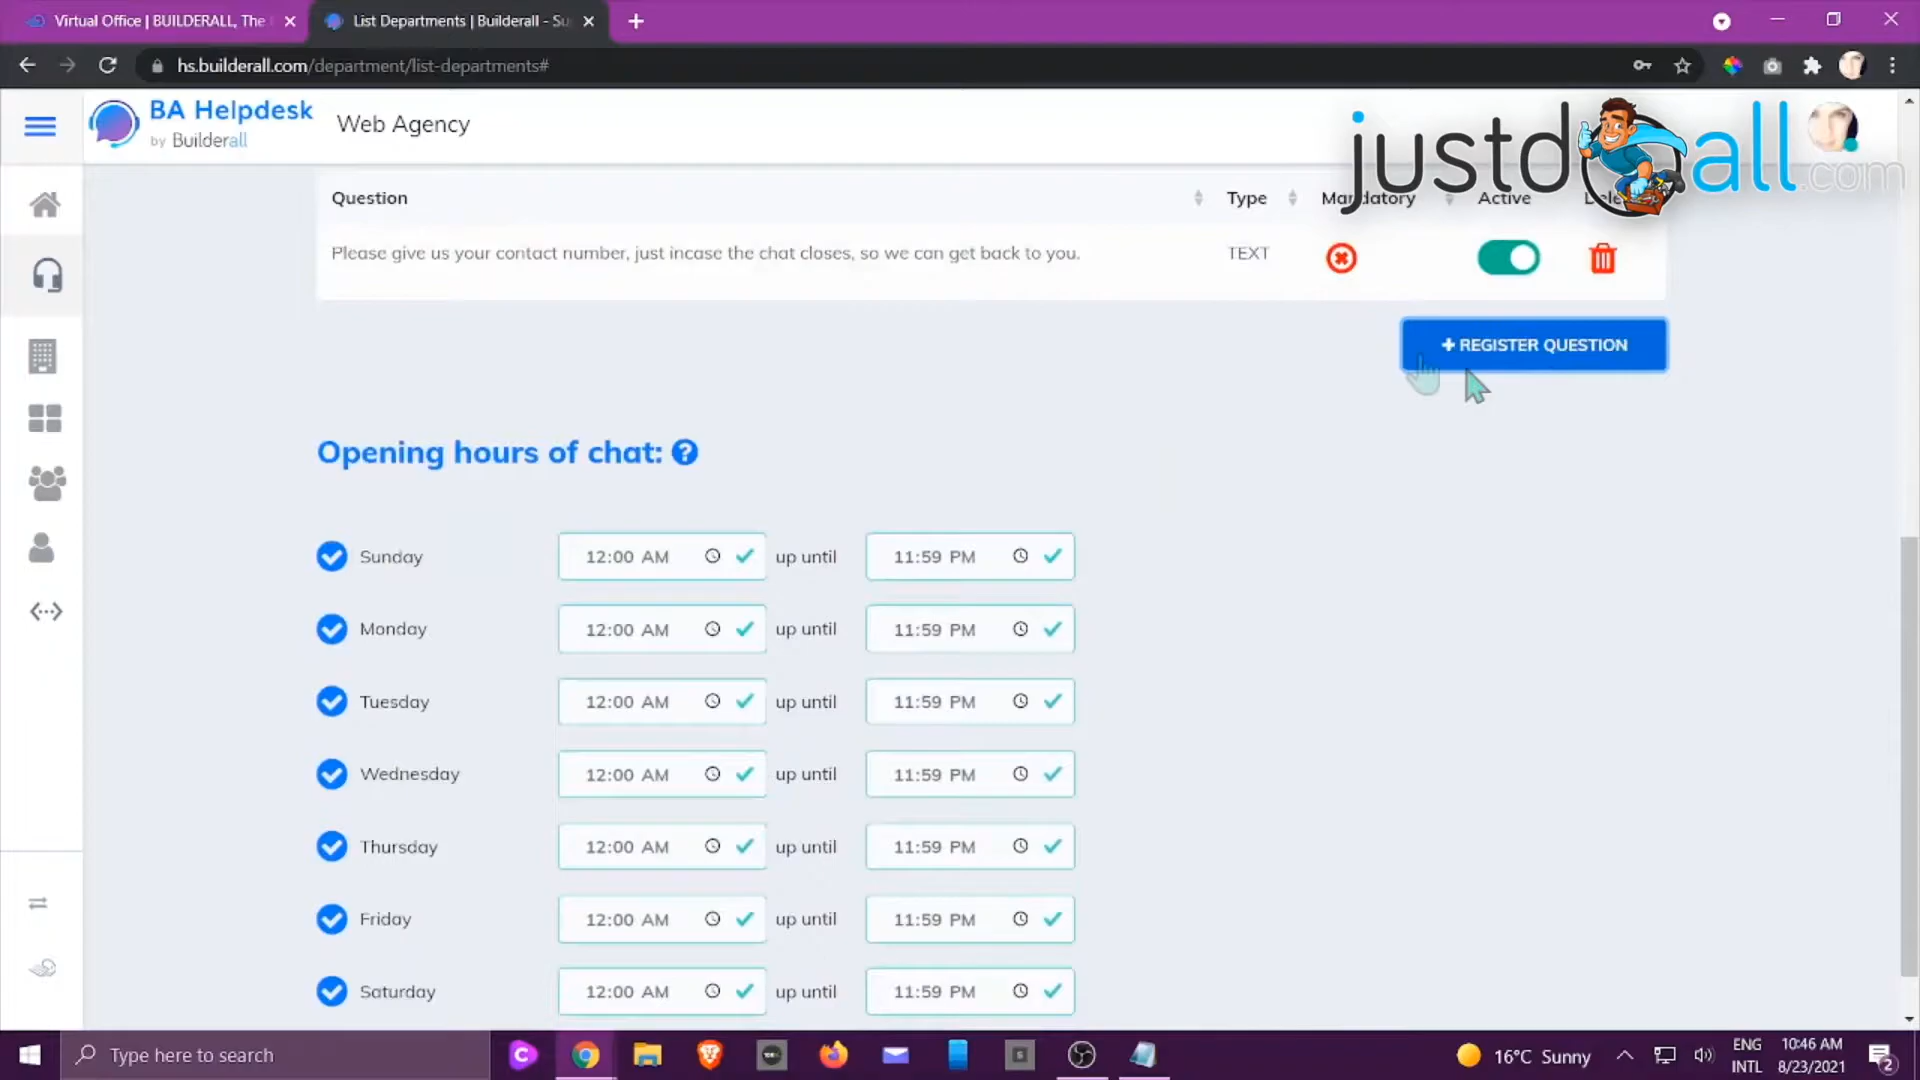 Virtual Office | BUILDERALL, The
List Departments | Builderall - Su
hs.builderall.com/department/list-departments#
BA Helpdesk
by Builderall
Web Agency
justdoall.com
Question Type Mandatory Active
Please give us your contact number, just incase the chat closes, so we can get back to you. TEXT
+ REGISTER QUESTION
Opening hours of chat: ?
Sunday 12:00 AM up until 11:59 PM
Monday 12:00 AM up until 11:59 PM
Tuesday 12:00 AM up until 11:59 PM
Wednesday 12:00 AM up until 11:59 PM
Thursday 12:00 AM up until 11:59 PM
Friday 12:00 AM up until 11:59 PM
Saturday 12:00 AM up until 11:59 PM
Type here to search
16°C Sunny
ENG
INTL
10:46 AM
8/23/2021
2